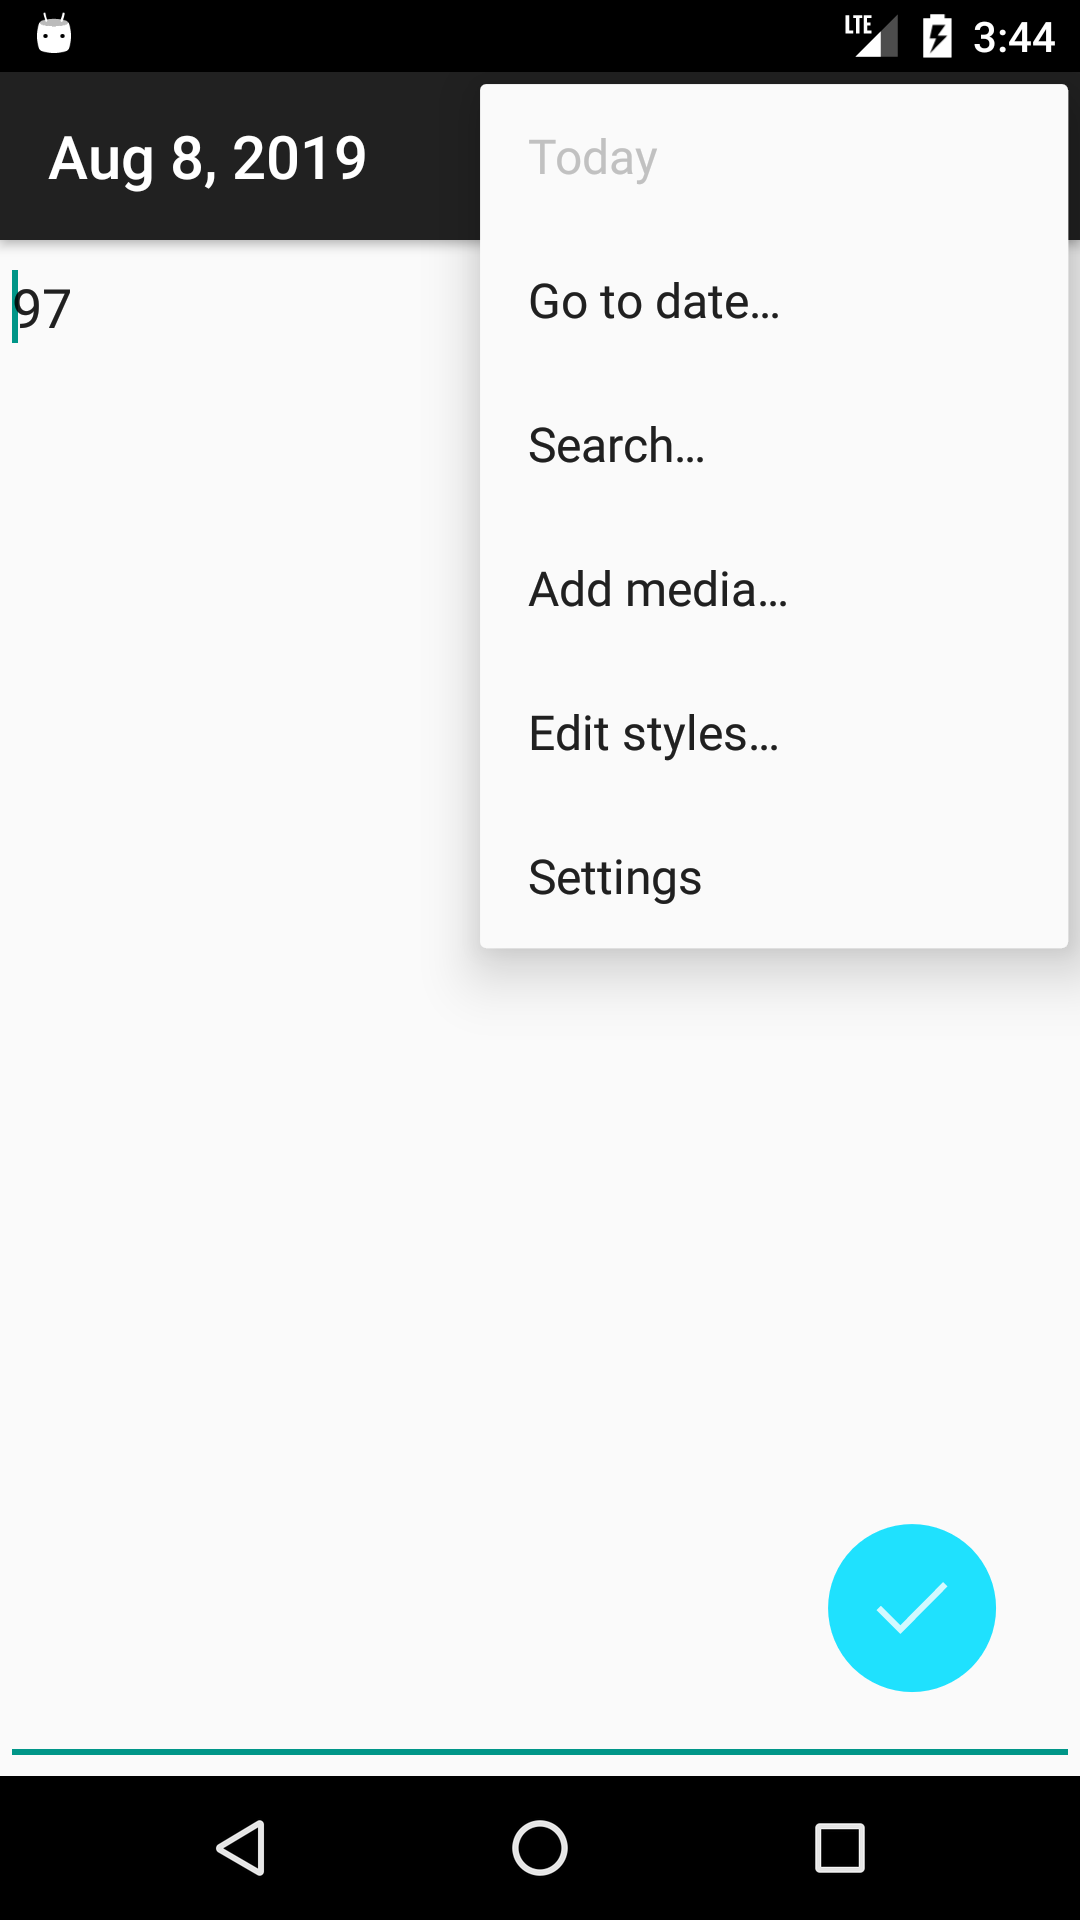 LTE 3:44
Aug 8, 2019
Today
Go to date...
97
Search...
Add media...
Edit styles...
Settings